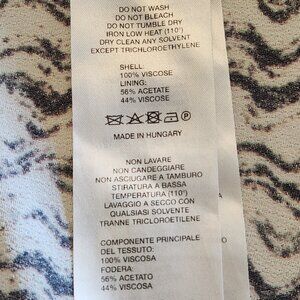 DO NOT WASH
DO NOT BLEACH
DO NOT TUMBLE DRY
IRON LOW HEAT (110°)
DRY CLEAN ANY SOLVENT
EXCEPT TRICHLOROETHYLENE
SHELL:
100% VISCOSE
LINING:
56% ACETATE
44% VISCOSE
MADE IN HUNGARY
NON LAVARE
NON CANDEGGIARE
NON ASCIUGARE A TAMBURO
STIRATURA A BASSA
TEMPERATURA (110°)
LAVAGGIO A SECCO CON
QUALSIASI SOLVENTE
TRANNE TRICLOROETILENE
COMPONENTE PRINCIPALE
DEL TESSUTO:
100% VISCOSA
FODERA:
56% ACETATO
44% VISCOSA